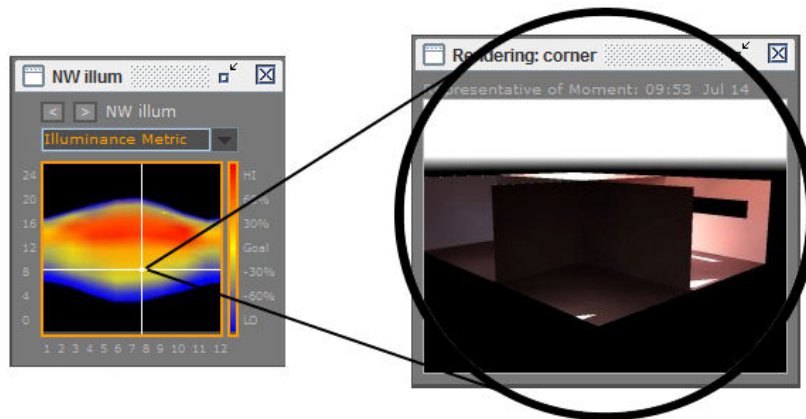 NW illum
< > NW illum
Illuminance Metric
24
20
16
12
8
4
0
HI
60%
30%
Goal
-30%
-60%
LO
1 2 3 4 5 6 7 8 9 10 11 12
Rendering: corner
Representative of Moment: 09:53 Jul 14